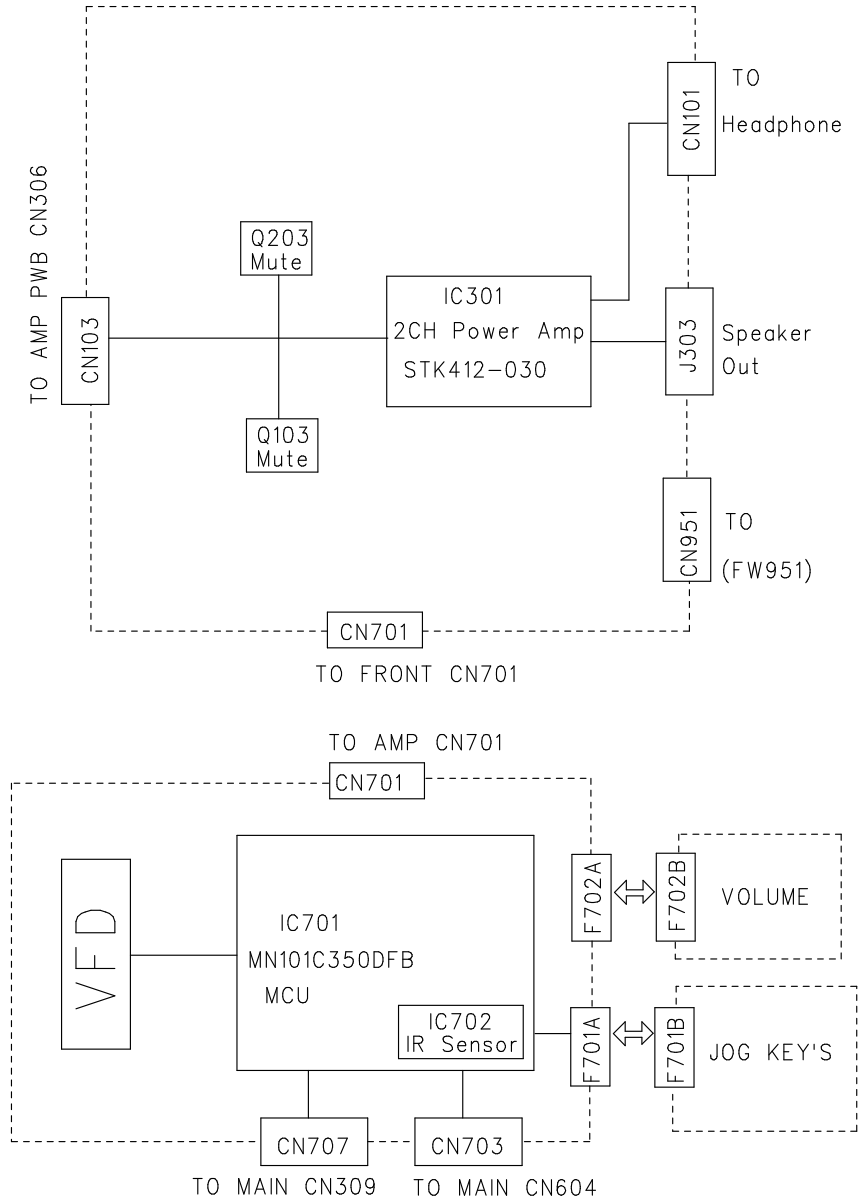 TO
CN101
Headphone
TO AMP PWB CN306
Q203
Mute
CN103
IC301
2CH Power Amp
STK412-030
J303
Speaker
Out
Q103
Mute
CN951
TO
(FW951)
CN701
TO FRONT CN701
TO AMP CN701
CN701
VFD
IC701
MN101C350DFB
MCU
IC702
IR Sensor
F702A
F702B
VOLUME
F701A
F701B
JOG KEY'S
CN707
CN703
TO MAIN CN309
TO MAIN CN604